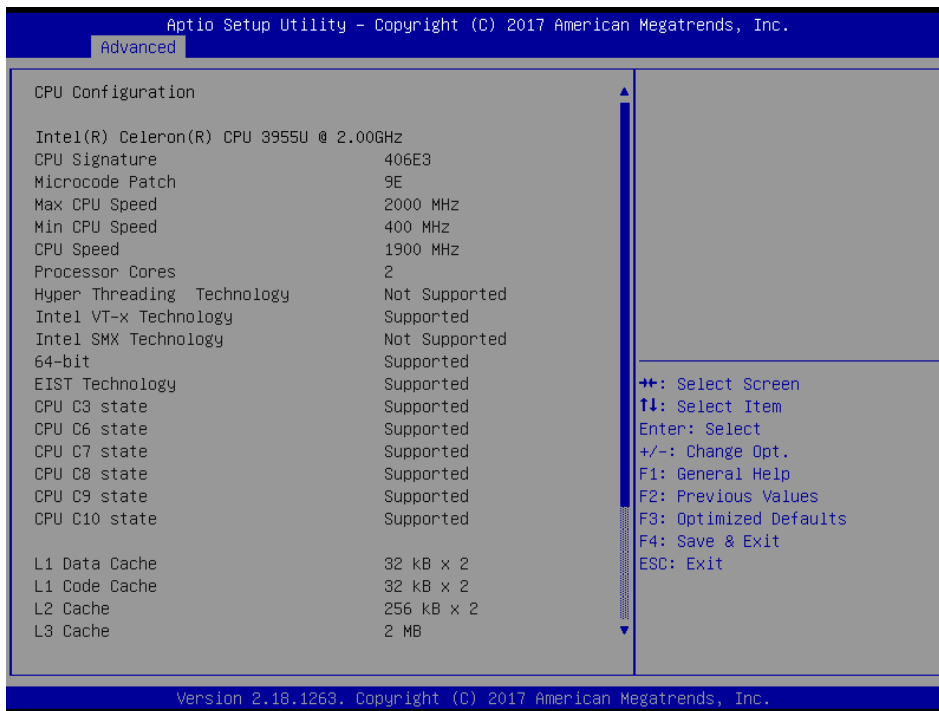 Aptio Setup Utility – Copyright (C) 2017 American Megatrends, Inc.
Advanced
CPU Configuration
Intel(R) Celeron(R) CPU 3955U @ 2.00GHz
CPU Signature 406E3
Microcode Patch 9E
Max CPU Speed 2000 MHz
Min CPU Speed 400 MHz
CPU Speed 1900 MHz
Processor Cores 2
Hyper Threading Technology Not Supported
Intel VT-x Technology Supported
Intel SMX Technology Not Supported
64-bit Supported
EIST Technology Supported
CPU C3 state Supported
CPU C6 state Supported
CPU C7 state Supported
CPU C8 state Supported
CPU C9 state Supported
CPU C10 state Supported
L1 Data Cache 32 kB x 2
L1 Code Cache 32 kB x 2
L2 Cache 256 kB x 2
L3 Cache 2 MB
→←: Select Screen
↑↓: Select Item
Enter: Select
+/-: Change Opt.
F1: General Help
F2: Previous Values
F3: Optimized Defaults
F4: Save & Exit
ESC: Exit
Version 2.18.1263. Copyright (C) 2017 American Megatrends, Inc.